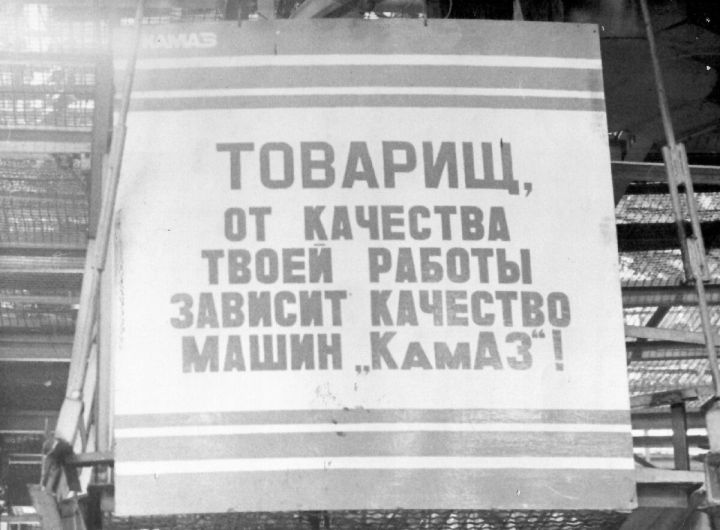 КАМАЗ
ТОВАРИЩ,
ОТ КАЧЕСТВА
ТВОЕЙ РАБОТЫ
ЗАВИСИТ КАЧЕСТВО
МАШИН „КамАЗ“!